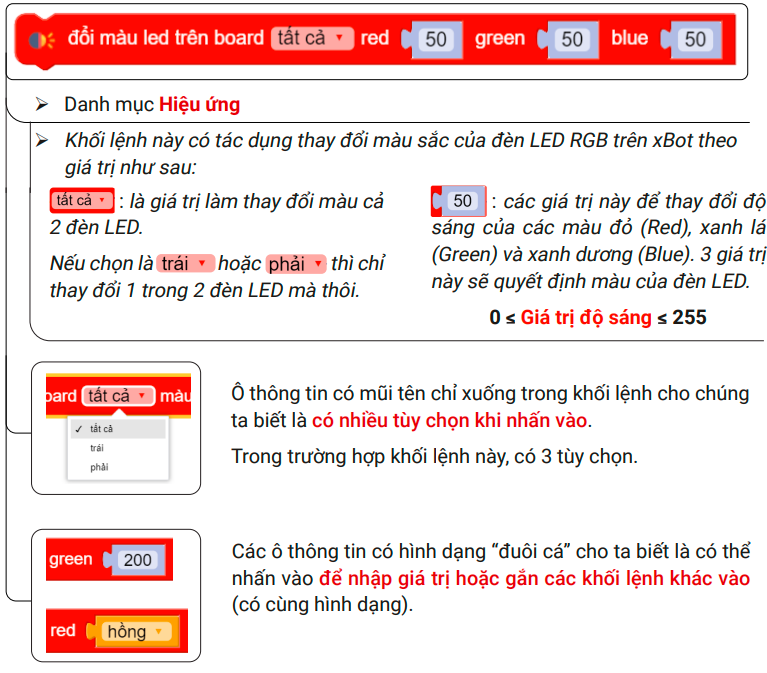 đổi màu led trên board tất cả red 50 green 50 blue 50
Danh mục Hiệu ứng
Khối lệnh này có tác dụng thay đổi màu sắc của đèn LED RGB trên xBot theo
giá trị như sau:
tất cả : là giá trị làm thay đổi màu cả
2 đèn LED.
Nếu chọn là trái hoặc phải thì chỉ
thay đổi 1 trong 2 đèn LED mà thôi.
50 : các giá trị này để thay đổi độ
sáng của các màu đỏ (Red), xanh lá
(Green) và xanh dương (Blue). 3 giá trị
này sẽ quyết định màu của đèn LED.
0 ≤ Giá trị độ sáng ≤ 255
oard tất cả màu
✓ tất cả
trái
phải
Ô thông tin có mũi tên chỉ xuống trong khối lệnh cho chúng
ta biết là có nhiều tùy chọn khi nhấn vào.
Trong trường hợp khối lệnh này, có 3 tùy chọn.
green 200
red hồng
Các ô thông tin có hình dạng “đuôi cá” cho ta biết là có thể
nhấn vào để nhập giá trị hoặc gắn các khối lệnh khác vào
(có cùng hình dạng).